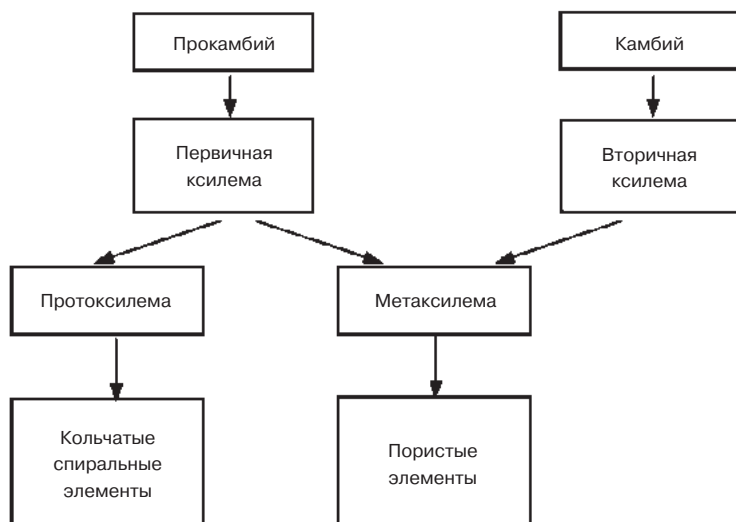 Прокамбий
Камбий
Первичная
ксилема
Вторичная
ксилема
Протоксилема
Метаксилема
Кольчатые
спиральные
элементы
Пористые
элементы